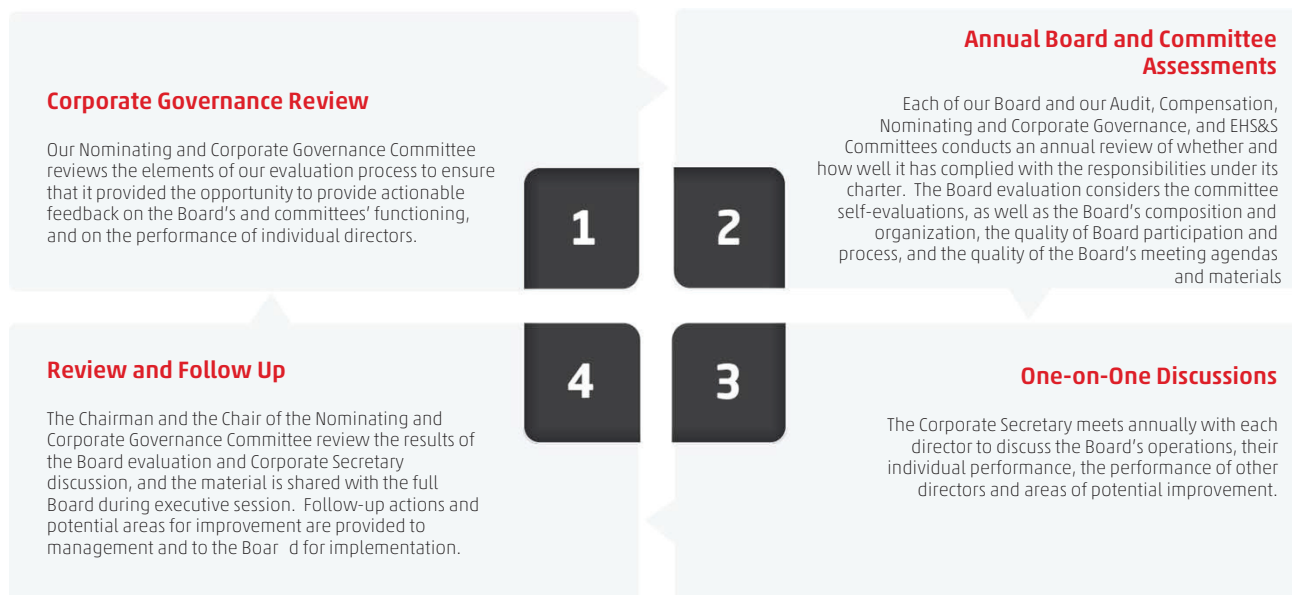 Corporate Governance Review
Our Nominating and Corporate Governance Committee
reviews the elements of our evaluation process to ensure
that it provided the opportunity to provide actionable
feedback on the Board's and committees' functioning,
and on the performance of individual directors.
1
Annual Board and Committee
Assessments
Each of our Board and our Audit, Compensation,
Nominating and Corporate Governance, and EHS&S
Committees conducts an annual review of whether and
how well it has complied with the responsibilities under its
charter. The Board evaluation considers the committee
self-evaluations, as well as the Board's composition and
organization, the quality of Board participation and
process, and the quality of the Board's meeting agendas
and materials
2
One-on-One Discussions
The Corporate Secretary meets annually with each
director to discuss the Board's operations, their
individual performance, the performance of other
directors and areas of potential improvement.
3
Review and Follow Up
The Chairman and the Chair of the Nominating and
Corporate Governance Committee review the results of
the Board evaluation and Corporate Secretary
discussion, and the material is shared with the full
Board during executive session. Follow-up actions and
potential areas for improvement are provided to
management and to the Boar d for implementation.
4